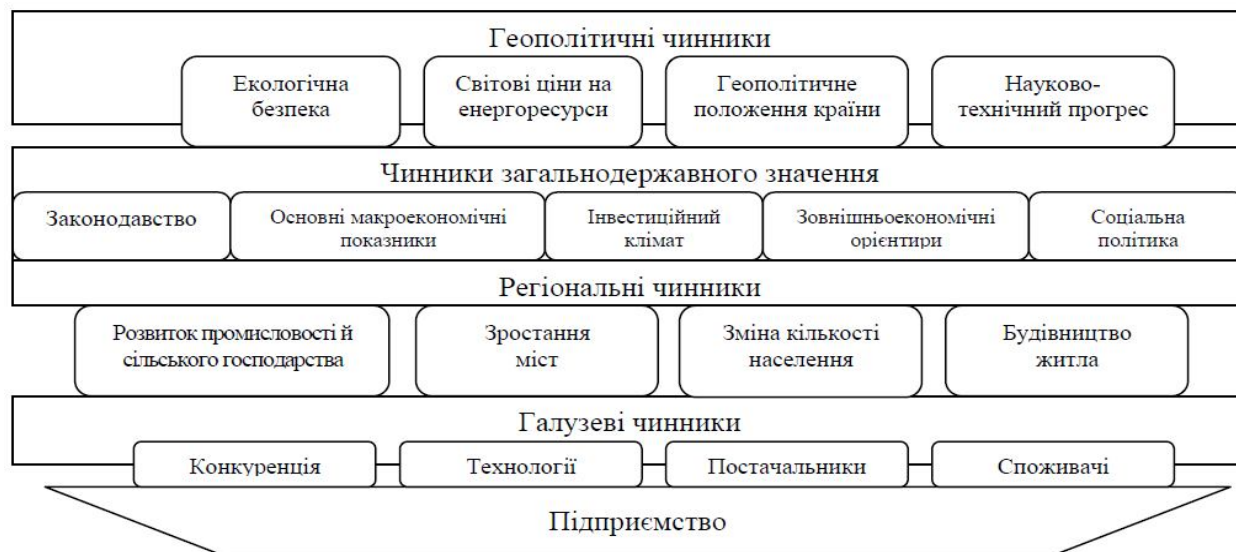 Геополітичні чинники
Екологічна
безпека
Світові ціни на
енергоресурси
Геополітичне
положення країни
Науково-
технічний прогрес
Чинники загальнодержавного значення
Законодавство
Основні макроекономічні
показники
Інвестиційний
клімат
Зовнішньоекономічні
орієнтири
Соціальна
політика
Регіональні чинники
Розвиток промисловості й
сільського господарства
Зростання
міст
Зміна кількості
населення
Будівництво
житла
Галузеві чинники
Конкуренція
Технології
Постачальники
Споживачі
Підприємство